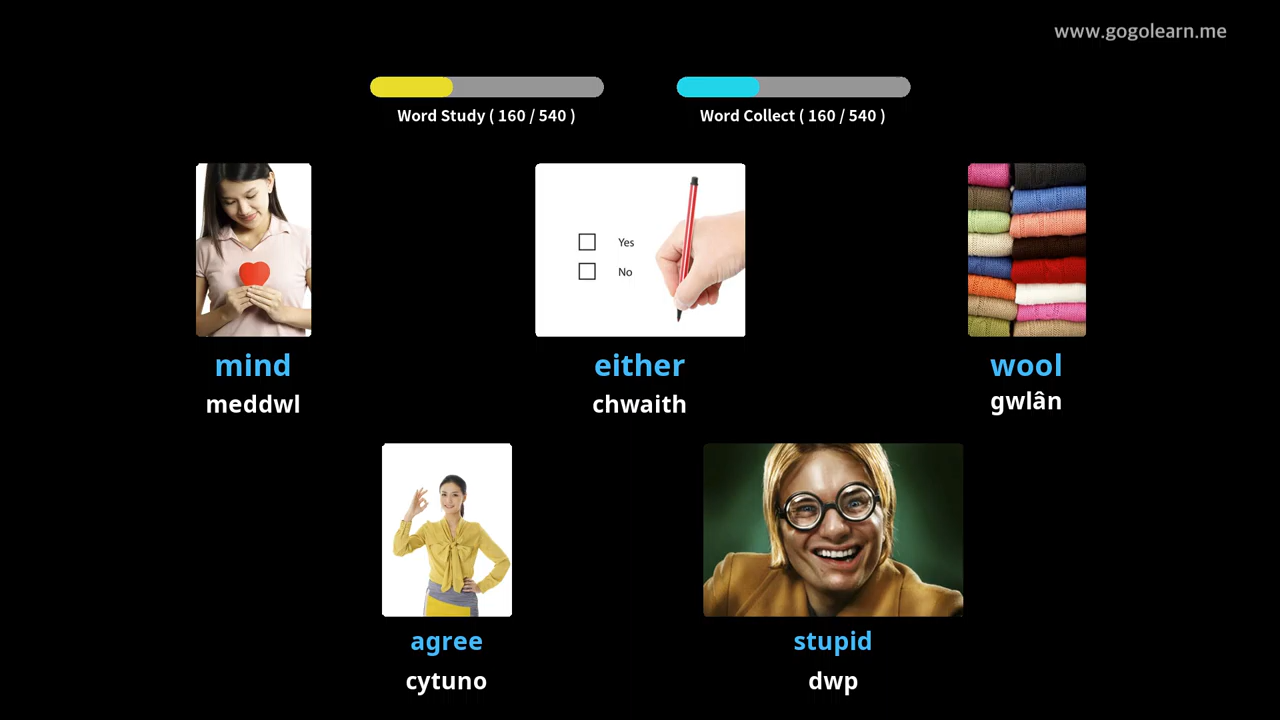 www.gogolearn.me
Word Study ( 160 / 540 )
Word Collect ( 160 / 540 )
Yes
No
mind
meddwl
either
chwaith
wool
gwlân
agree
cytuno
stupid
dwp